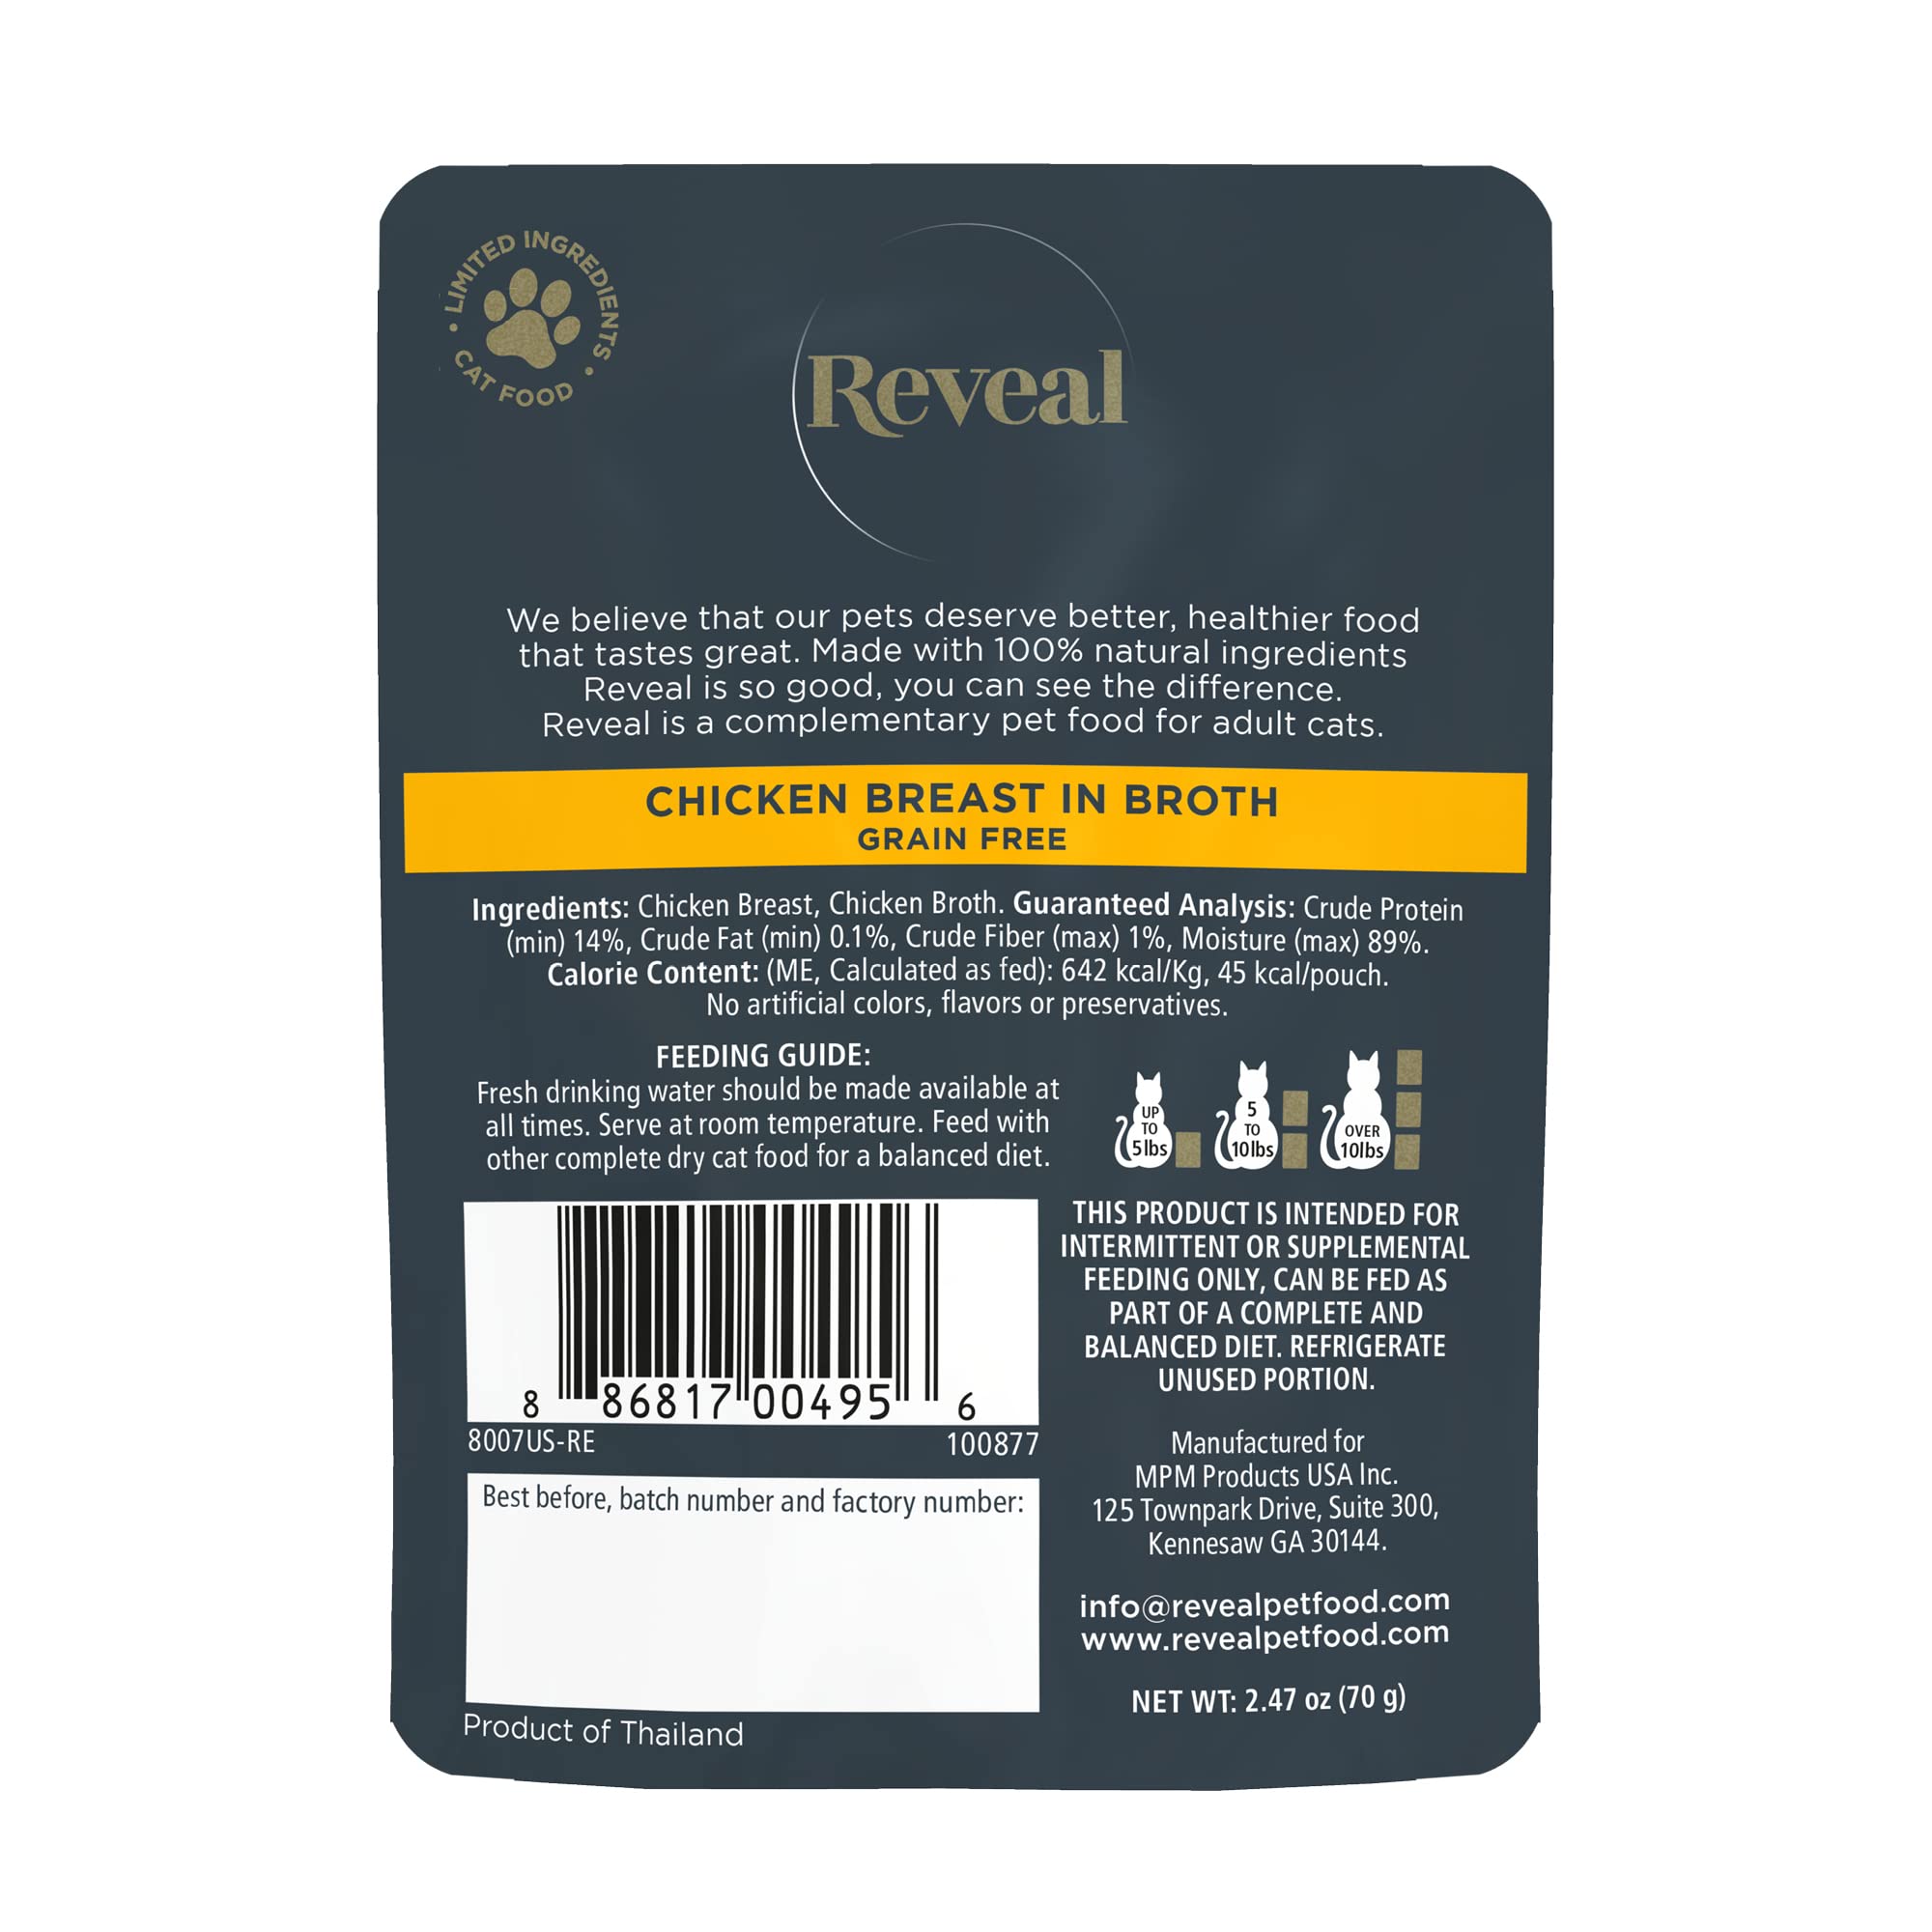 LIMITED INGREDIENTS
CAT FOOD
Reveal
We believe that our pets deserve better, healthier food
that tastes great. Made with 100% natural ingredients
Reveal is so good, you can see the difference.
Reveal is a complementary pet food for adult cats.
CHICKEN BREAST IN BROTH
GRAIN FREE
Ingredients: Chicken Breast, Chicken Broth. Guaranteed Analysis: Crude Protein
(min) 14%, Crude Fat (min) 0.1%, Crude Fiber (max) 1%, Moisture (max) 89%.
Calorie Content: (ME, Calculated as fed): 642 kcal/Kg, 45 kcal/pouch.
No artificial colors, flavors or preservatives.
FEEDING GUIDE:
Fresh drinking water should be made available at
all times. Serve at room temperature. Feed with
other complete dry cat food for a balanced diet.
UP
TO
5lbs
5
TO
10lbs
OVER
10lbs
8 86817 00495 6
8007US-RE 100877
Best before, batch number and factory number:
Product of Thailand
THIS PRODUCT IS INTENDED FOR
INTERMITTENT OR SUPPLEMENTAL
FEEDING ONLY, CAN BE FED AS
PART OF A COMPLETE AND
BALANCED DIET. REFRIGERATE
UNUSED PORTION.
Manufactured for
MPM Products USA Inc.
125 Townpark Drive, Suite 300,
Kennesaw GA 30144.
info@revealpetfood.com
www.revealpetfood.com
NET WT: 2.47 oz (70 g)